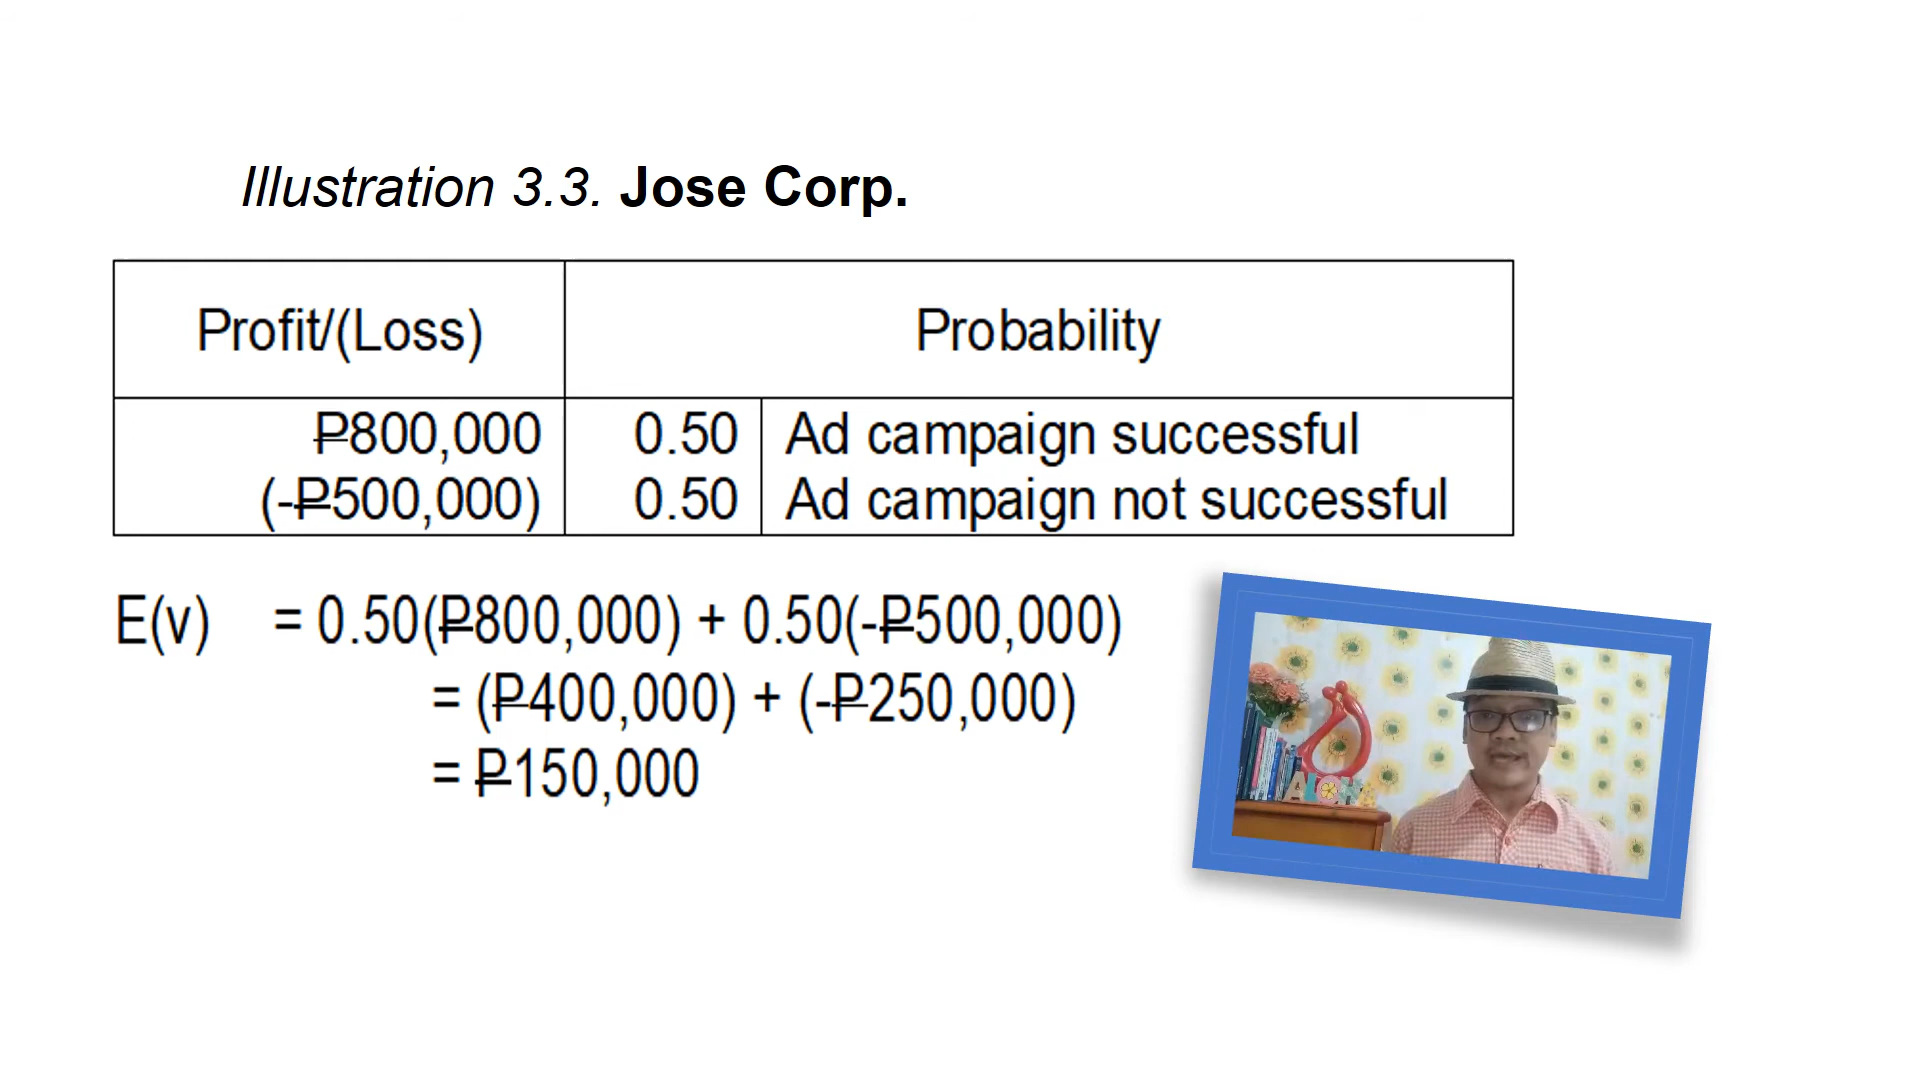 Illustration 3.3. Jose Corp.
Profit/(Loss) Probability
₱800,000 0.50 Ad campaign successful
(-₱500,000) 0.50 Ad campaign not successful
E(v) = 0.50(₱800,000) + 0.50(-₱500,000)
= (₱400,000) + (-₱250,000)
= ₱150,000